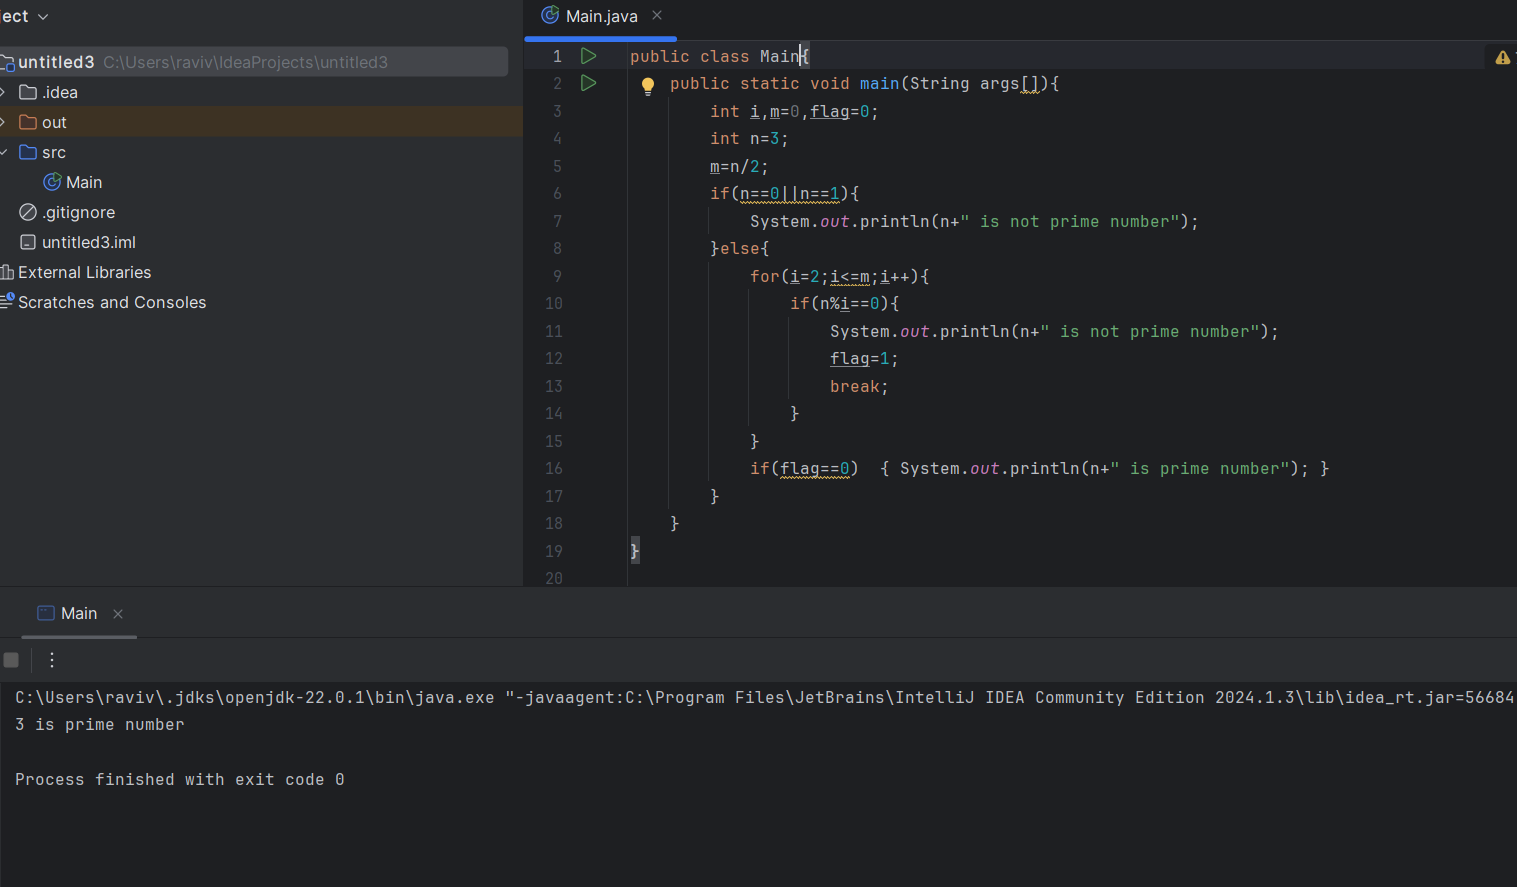 ect
Main.java
untitled3 C:\Users\raviv\IdeaProjects\untitled3
.idea
out
src
Main
.gitignore
untitled3.iml
External Libraries
Scratches and Consoles
1 public class Main{
2 public static void main(String args[]){
3 int i,m=0,flag=0;
4 int n=3;
5 m=n/2;
6 if(n==0||n==1){
7 System.out.println(n+" is not prime number");
8 }else{
9 for(i=2;i<=m;i++){
10 if(n%i==0){
11 System.out.println(n+" is not prime number");
12 flag=1;
13 break;
14 }
15 }
16 if(flag==0)  { System.out.println(n+" is prime number"); }
17 }
18 }
19 }
20
Main
C:\Users\raviv\.jdks\openjdk-22.0.1\bin\java.exe "-javaagent:C:\Program Files\JetBrains\IntelliJ IDEA Community Edition 2024.1.3\lib\idea_rt.jar=56684
3 is prime number
Process finished with exit code 0